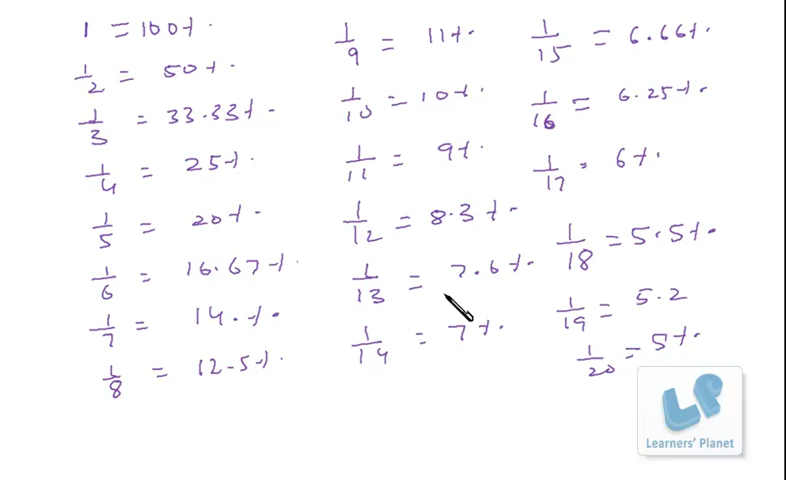 1 = 100%
1/2 = 50%
1/3 = 33.33%
1/4 = 25%
1/5 = 20%
1/6 = 16.67%
1/7 = 14.%
1/8 = 12.5%
1/9 = 11%
1/10 = 10%
1/11 = 9%
1/12 = 8.3%
1/13 = 7.6%
1/14 = 7%
1/15 = 6.66%
1/16 = 6.25%
1/17 = 6%
1/18 = 5.5%
1/19 = 5.2
1/20 = 5%
LP
Learners' Planet